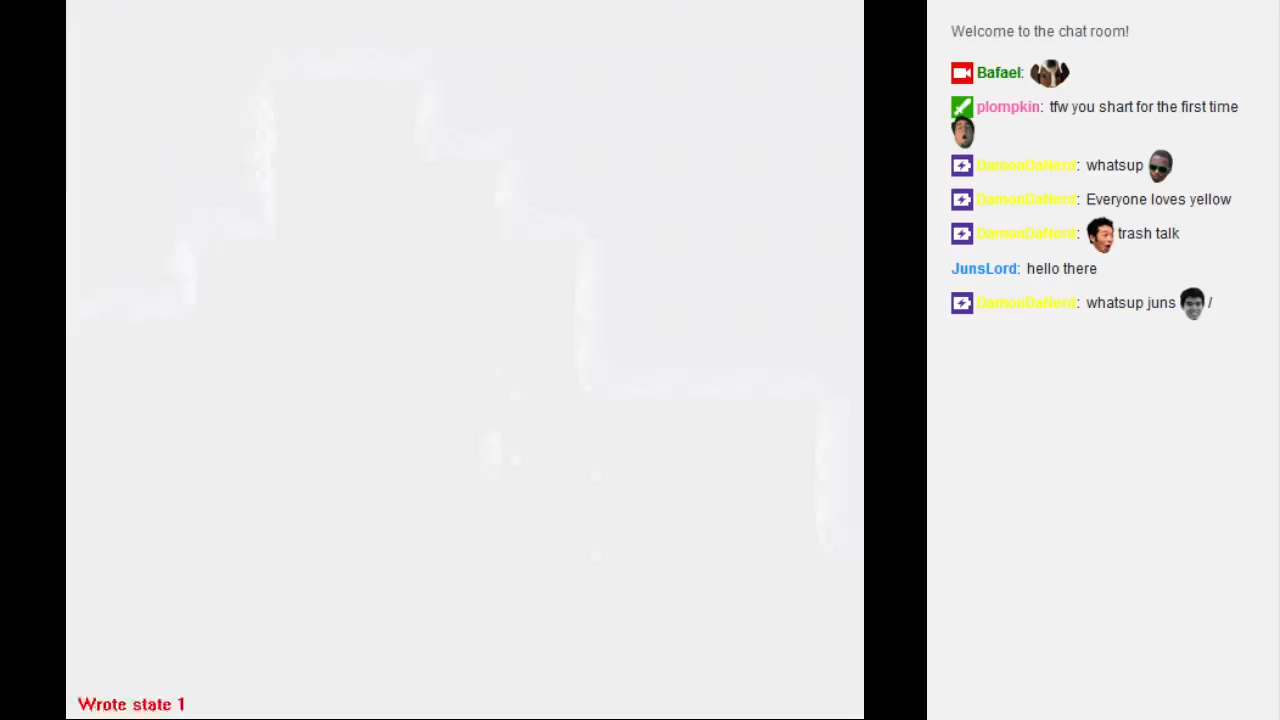 Welcome to the chat room!
Bafael:
plompkin: tfw you shart for the first time
DamonDaNerd: whatsup
DamonDaNerd: Everyone loves yellow
DamonDaNerd: trash talk
JunsLord: hello there
DamonDaNerd: whatsup juns /
Wrote state 1